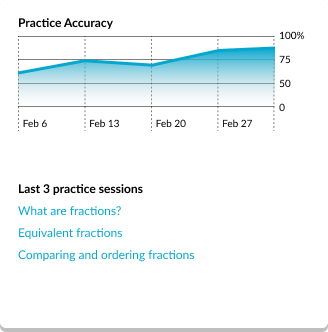 Practice Accuracy
100%
75
50
0
Feb 6 Feb 13 Feb 20 Feb 27
Last 3 practice sessions
What are fractions?
Equivalent fractions
Comparing and ordering fractions